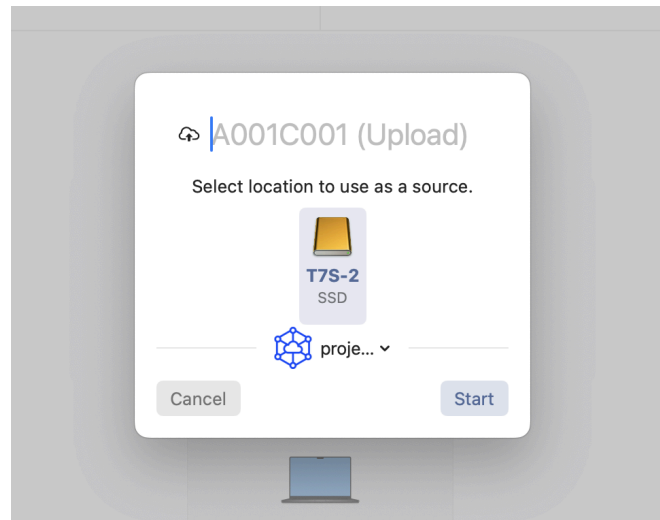 A001C001 (Upload)
Select location to use as a source.
T7S-2
SSD
proje...
Cancel
Start